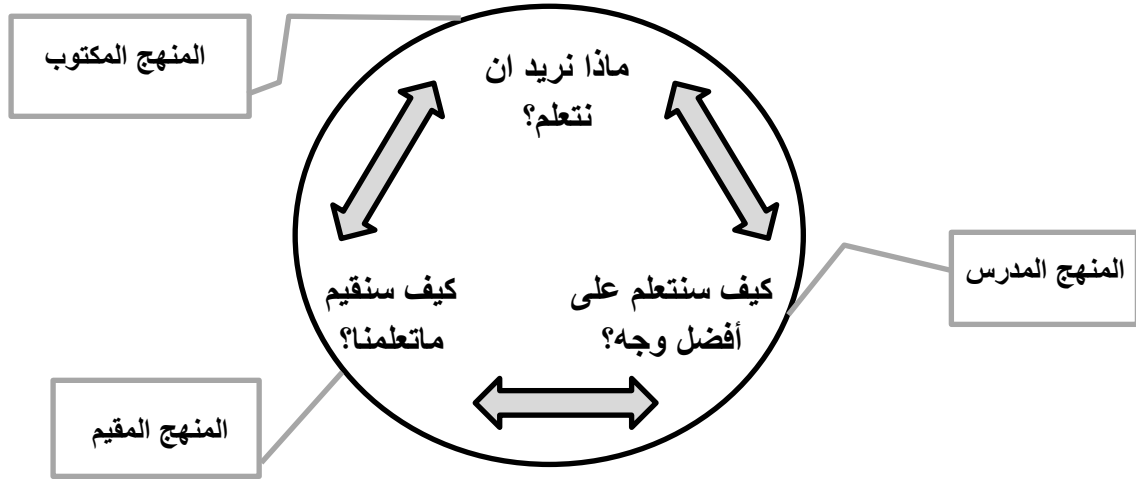 المنهج المكتوب
ماذا نريد ان
نتعلم؟
المنهج المدرس
كيف سنتعلم على
أفضل وجه؟
كيف سنقيم
ماتعلمنا؟
المنهج المقيم